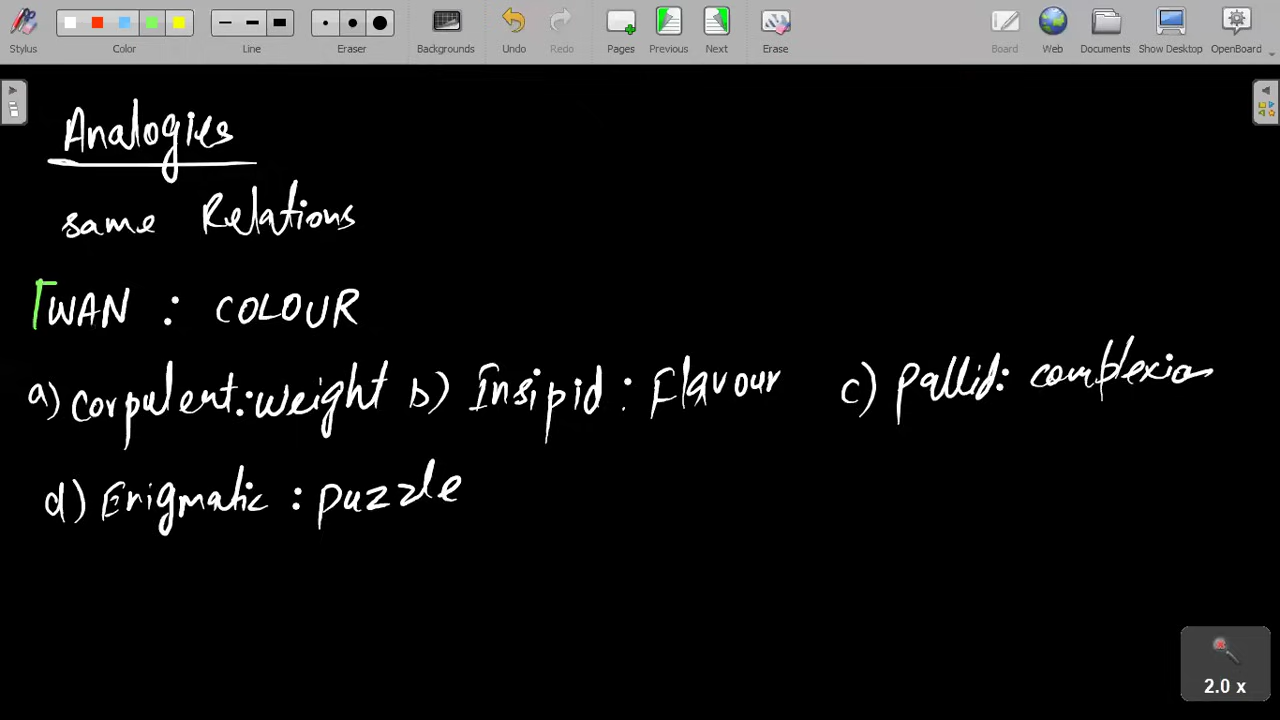 Stylus Color Line Eraser Backgrounds Undo Redo Pages Previous Next Erase Board Web Documents Show Desktop OpenBoard
Analogies
same Relations
WAN : COLOUR
a) corpulent:weight b) Insipid : Flavour c) pallid: complexion
d) Enigmatic : puzzle
2.0 x